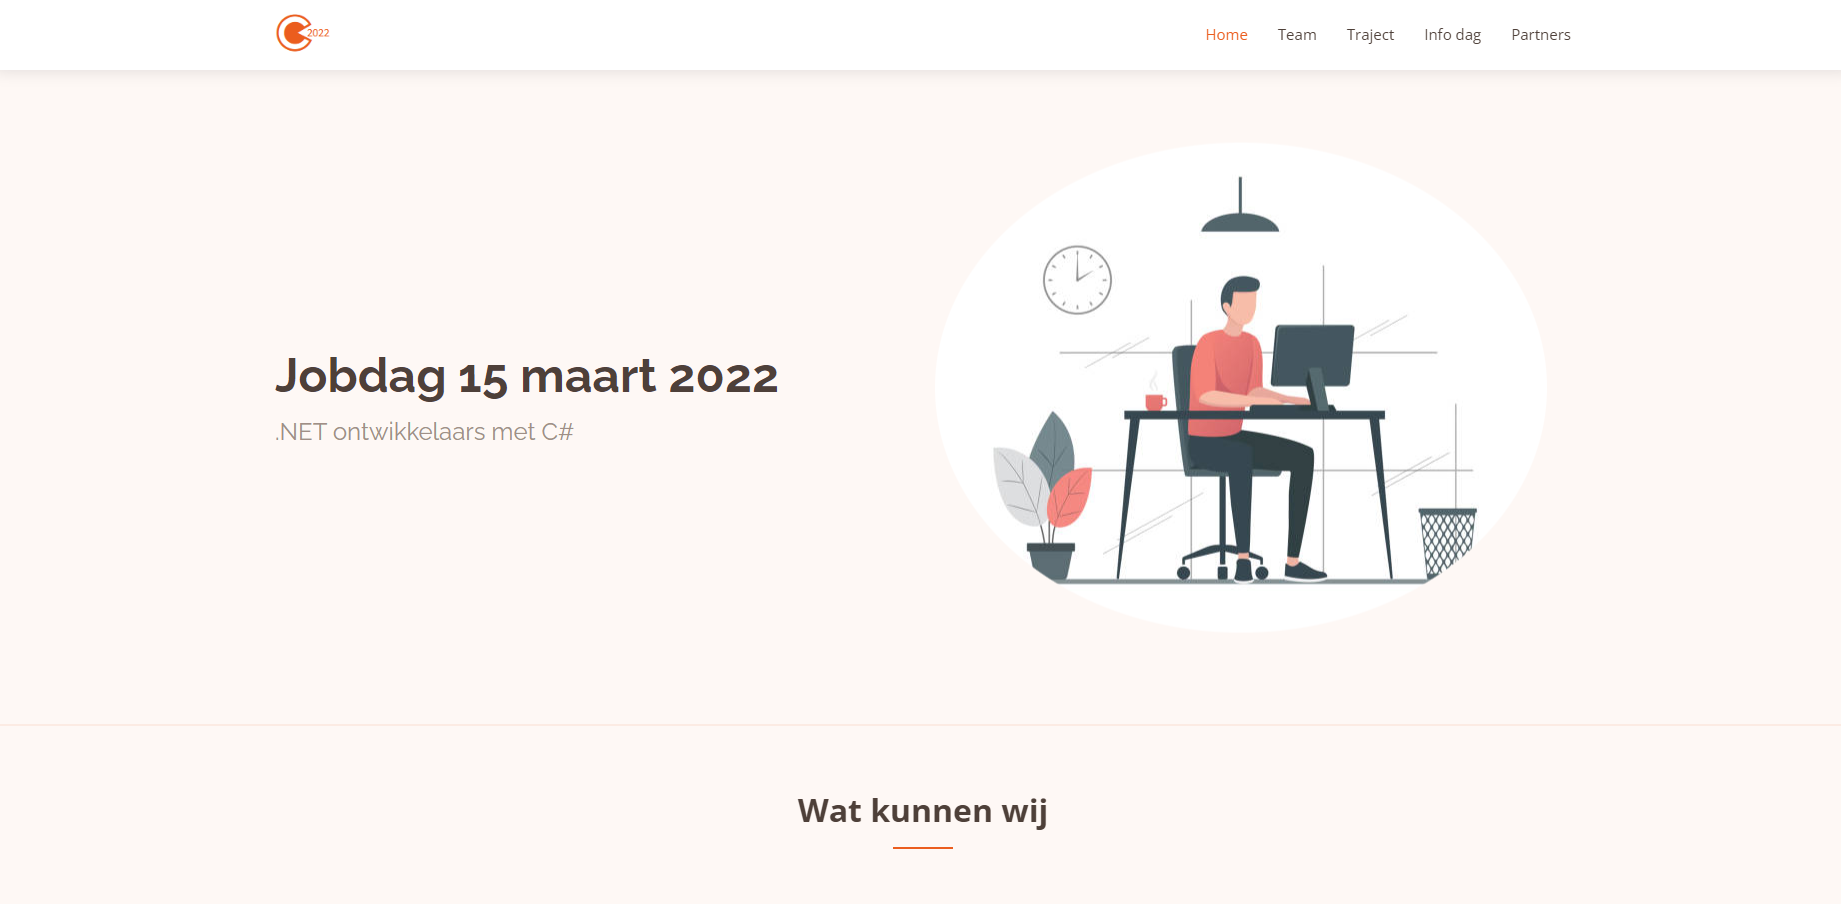 2022
Home Team Traject Info dag Partners
Jobdag 15 maart 2022
.NET ontwikkelaars met C#
Wat kunnen wij